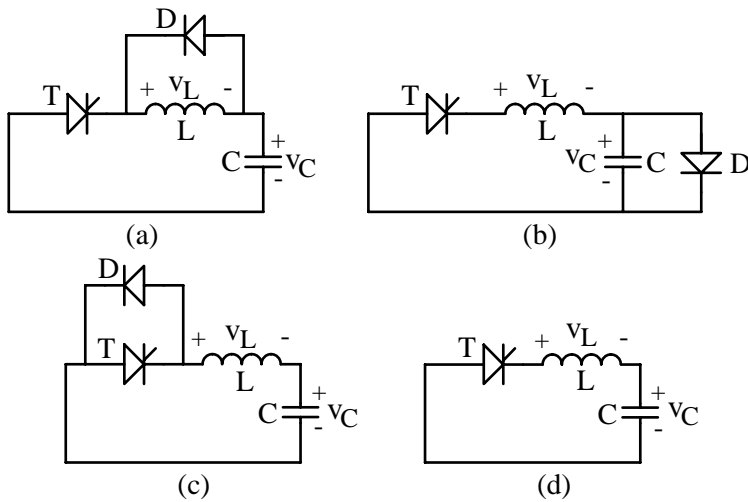 D
T
+ vL -
L
C
+
vC
-
(a)
T
+ vL -
L
+
vC
-
C
D
(b)
D
T
+ vL -
L
C
+
vC
-
(c)
T
+ vL -
L
C
+
vC
-
(d)